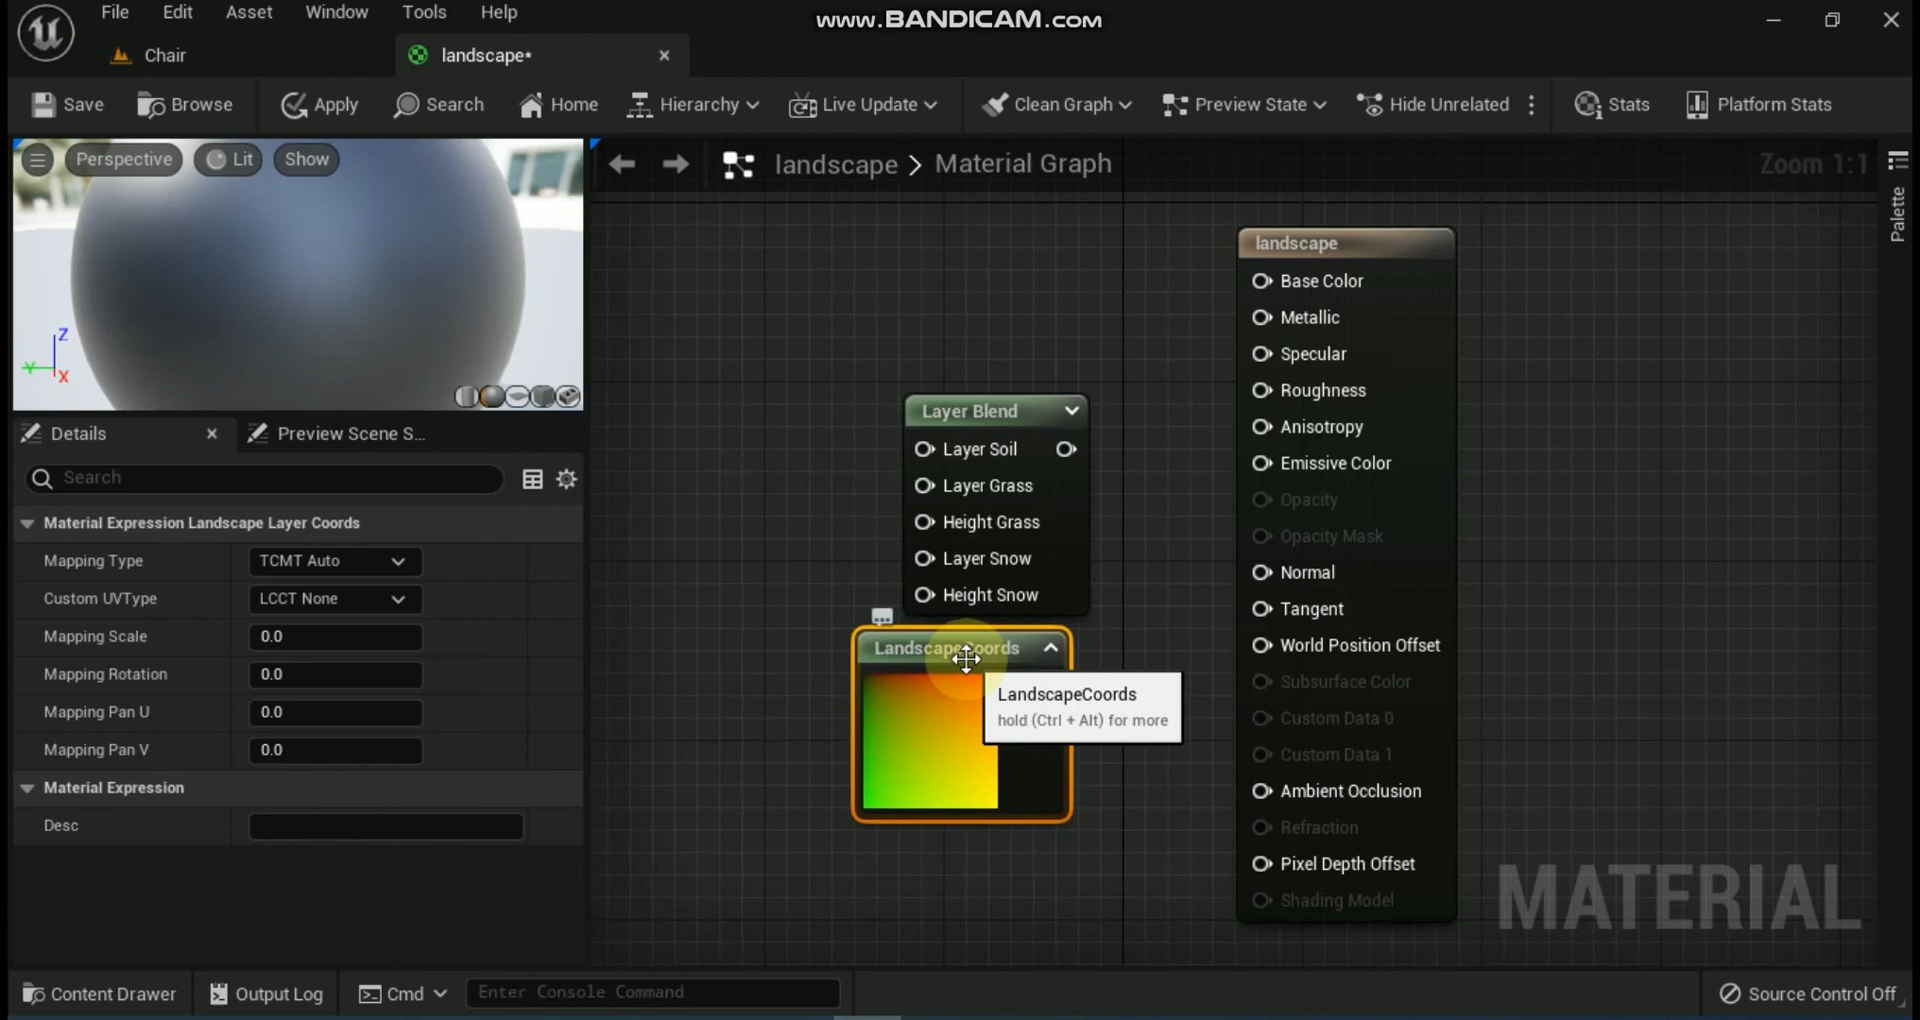 File Edit Asset Window Tools Help
www.BANDICAM.com
Chair
landscape*
Save Browse Apply Search Home Hierarchy Live Update Clean Graph Preview State Hide Unrelated Stats Platform Stats
Perspective Lit Show
landscape > Material Graph
Zoom 1:1
Palette
Z
Y
X
landscape
Base Color
Metallic
Specular
Roughness
Anisotropy
Emissive Color
Opacity
Opacity Mask
Normal
Tangent
World Position Offset
Subsurface Color
Custom Data 0
Custom Data 1
Ambient Occlusion
Refraction
Pixel Depth Offset
Shading Model
Layer Blend
Layer Soil
Layer Grass
Height Grass
Layer Snow
Height Snow
LandscapeCoords
LandscapeCoords
hold (Ctrl + Alt) for more
Details
Preview Scene S...
Search
Material Expression Landscape Layer Coords
Mapping Type TCMT Auto
Custom UVType LCCT None
Mapping Scale 0.0
Mapping Rotation 0.0
Mapping Pan U 0.0
Mapping Pan V 0.0
Material Expression
Desc
MATERIAL
Content Drawer Output Log Cmd Enter Console Command Source Control Off